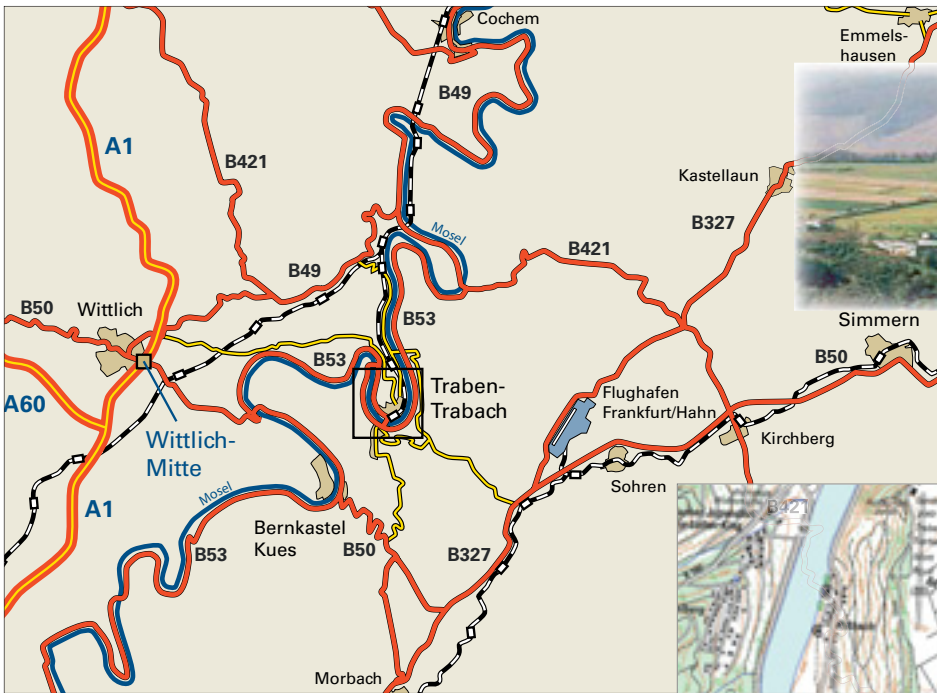 Cochem
Emmels-
hausen
B49
A1
B421
Kastellaun
B327
Mosel
B421
B49
B50
Wittlich
B53
Simmern
B53
B50
Traben-
Trabach
Flughafen
Frankfurt/Hahn
A60
Wittlich-
Mitte
Kirchberg
Sohren
Mosel
A1
Bernkastel
Kues
B421
B53
B50
B327
Morbach